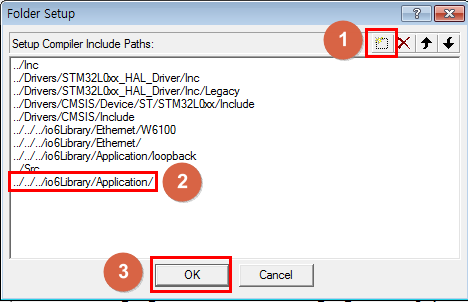 Folder Setup
Setup Compiler Include Paths:
1
../Inc
../Drivers/STM32L0xx_HAL_Driver/Inc
../Drivers/STM32L0xx_HAL_Driver/Inc/Legacy
../Drivers/CMSIS/Device/ST/STM32L0xx/Include
../Drivers/CMSIS/Include
../../../io6Library/Ethernet/W6100
../../../io6Library/Ethernet/
../../../io6Library/Application/loopback
../Src
../../../io6Library/Application/
2
3
OK
Cancel